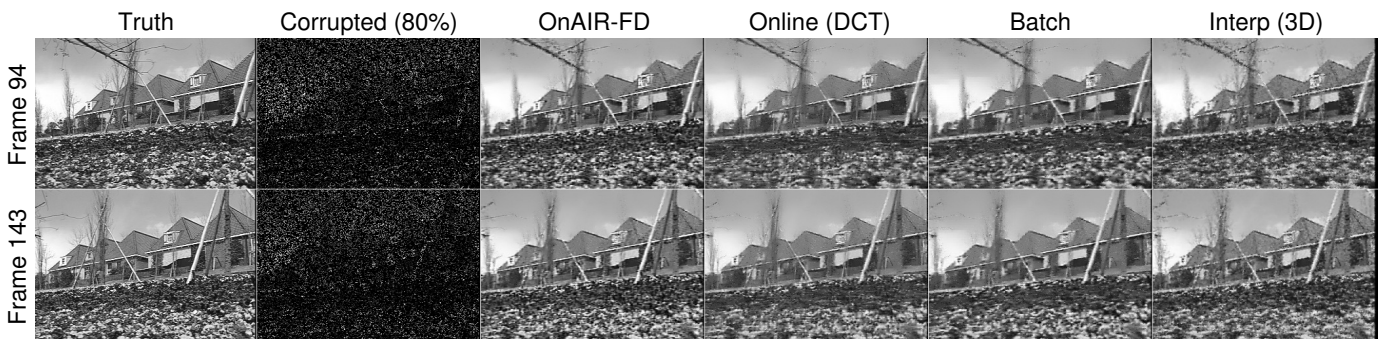 Truth Corrupted (80%) OnAIR-FD Online (DCT) Batch Interp (3D)
Frame 94
Frame 143